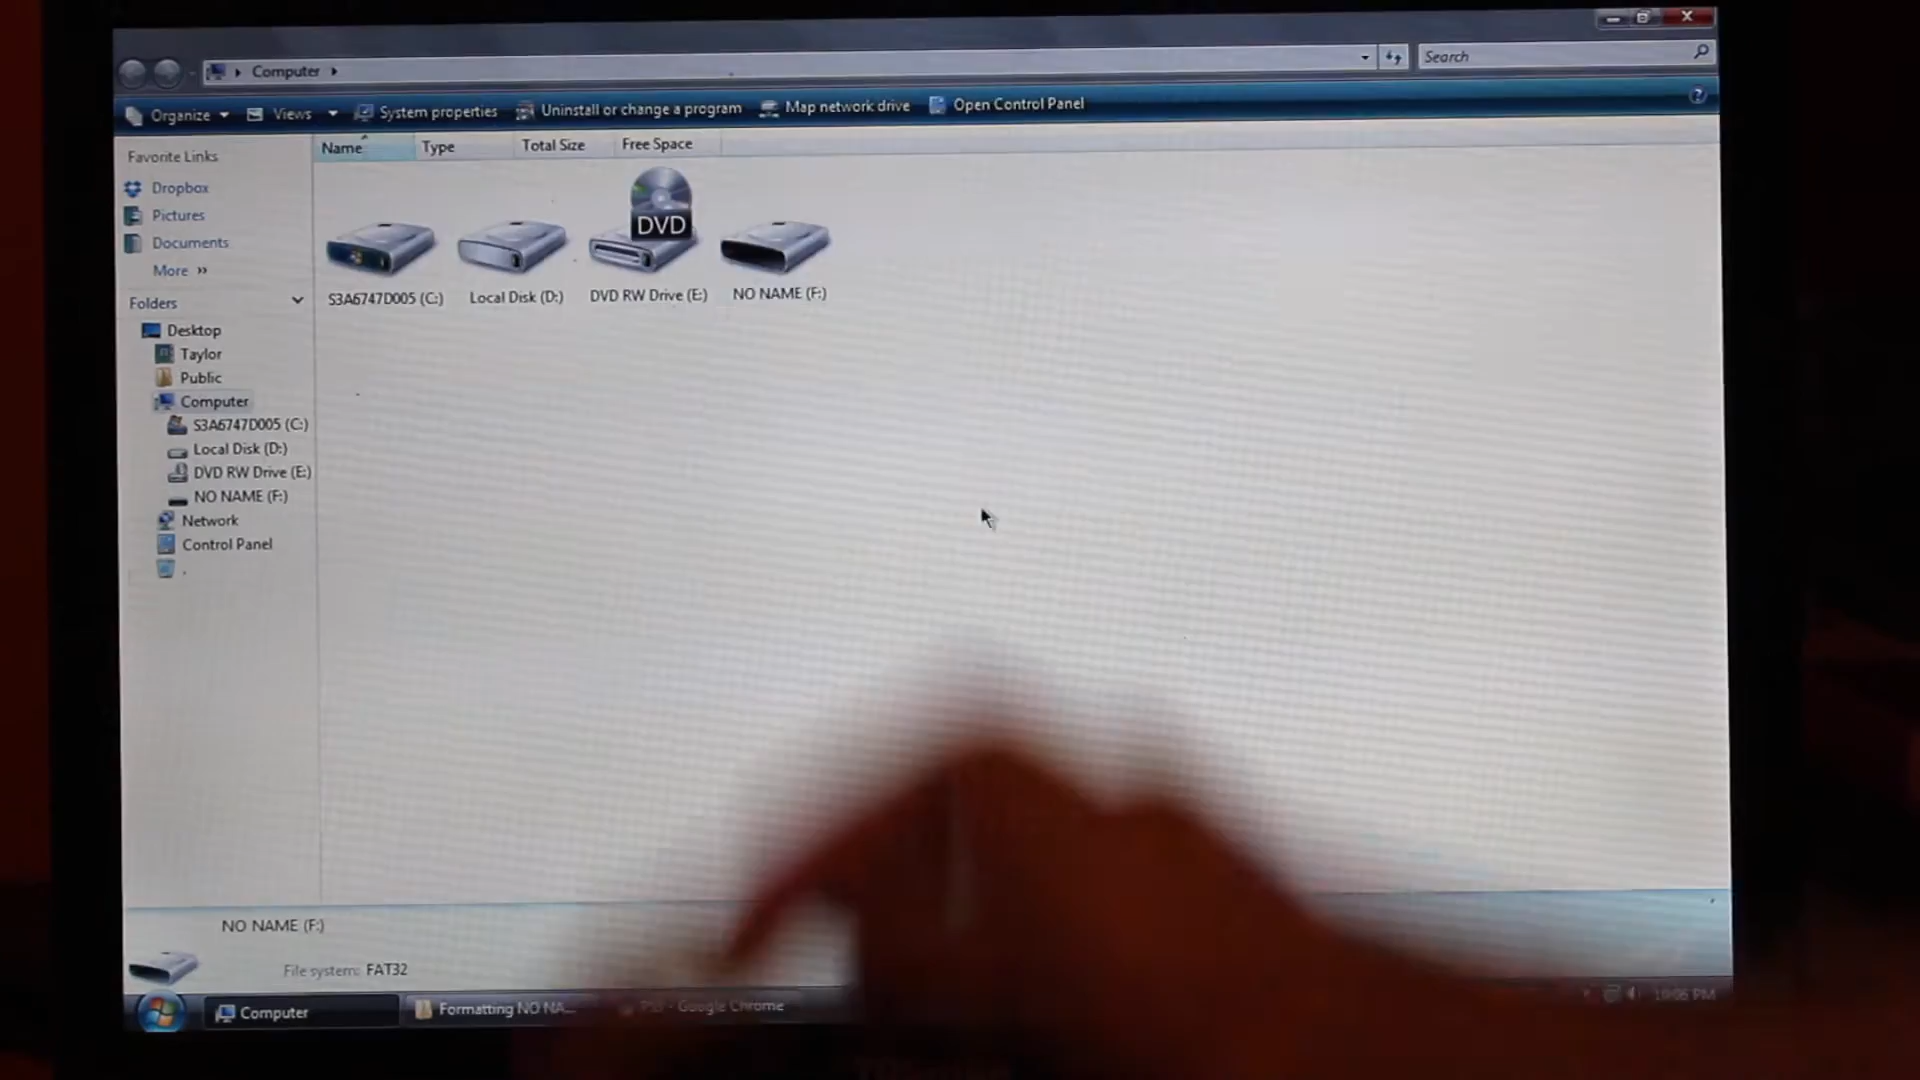 Computer
Search
Organize Views System properties Uninstall or change a program Map network drive Open Control Panel
Favorite Links
Name Type Total Size Free Space
Dropbox
Pictures
Documents
More »
DVD
S3A6747D005 (C:) Local Disk (D:) DVD RW Drive (E:) NO NAME (F:)
Folders
Desktop
Taylor
Public
Computer
S3A6747D005 (C:)
Local Disk (D:)
DVD RW Drive (E:)
NO NAME (F:)
Network
Control Panel
.
NO NAME (F:)
File system: FAT32
Computer Formatting NO NA... - Google Chrome